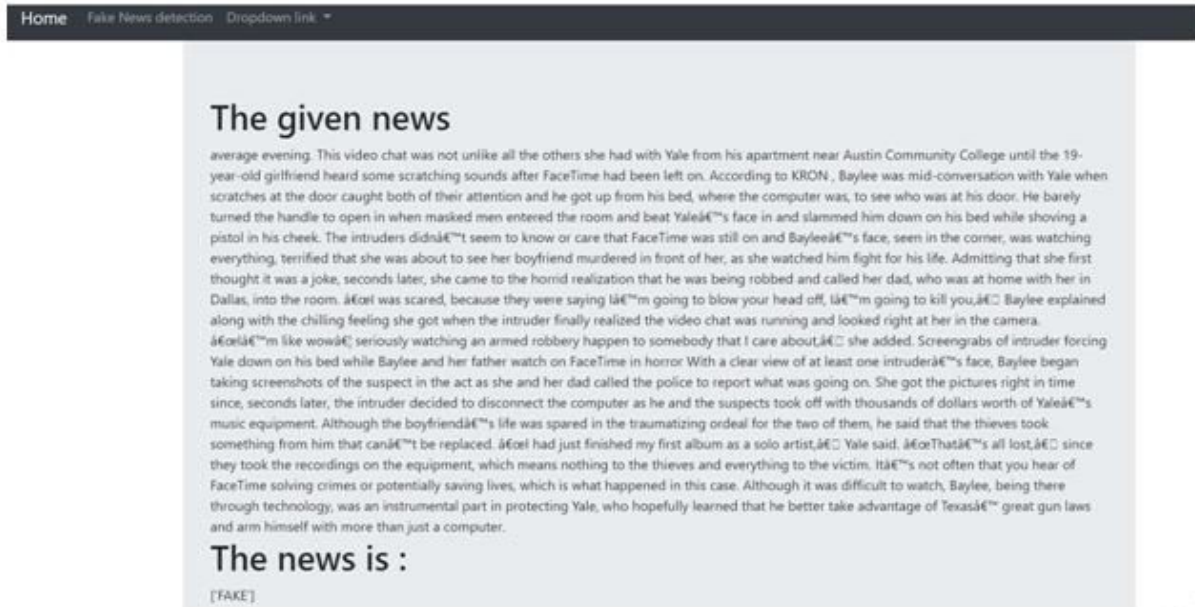 Home Fake News detection Dropdown link
The given news
average evening. This video chat was not unlike all the others she had with Yale from his apartment near Austin Community College until the 19-
year-old girlfriend heard some scratching sounds after FaceTime had been left on. According to KRON , Baylee was mid-conversation with Yale when
scratches at the door caught both of their attention and he got up from his bed, where the computer was, to see who was at his door. He barely
turned the handle to open in when masked men entered the room and beat Yaleâ€™s face in and slammed him down on his bed while shoving a
pistol in his cheek. The intruders didnâ€™t seem to know or care that FaceTime was still on and Bayleeâ€™s face, seen in the corner, was watching
everything, terrified that she was about to see her boyfriend murdered in front of her, as she watched him fight for his life. Admitting that she first
thought it was a joke, seconds later, she came to the horrid realization that he was being robbed and called her dad, who was at home with her in
Dallas, into the room. â€œI was scared, because they were saying Iâ€™m going to blow your head off, Iâ€™m going to kill you,â€□ Baylee explained
along with the chilling feeling she got when the intruder finally realized the video chat was running and looked right at her in the camera.
â€œIâ€™m like wowâ€¦ seriously watching an armed robbery happen to somebody that I care about,â€□ she added. Screengrabs of intruder forcing
Yale down on his bed while Baylee and her father watch on FaceTime in horror With a clear view of at least one intruderâ€™s face, Baylee began
taking screenshots of the suspect in the act as she and her dad called the police to report what was going on. She got the pictures right in time
since, seconds later, the intruder decided to disconnect the computer as he and the suspects took off with thousands of dollars worth of Yaleâ€™s
music equipment. Although the boyfriendâ€™s life was spared in the traumatizing ordeal for the two of them, he said that the thieves took
something from him that canâ€™t be replaced. â€œI had just finished my first album as a solo artist,â€□ Yale said. â€œThatâ€™s all lost,â€□ since
they took the recordings on the equipment, which means nothing to the thieves and everything to the victim. Itâ€™s not often that you hear of
FaceTime solving crimes or potentially saving lives, which is what happened in this case. Although it was difficult to watch, Baylee, being there
through technology, was an instrumental part in protecting Yale, who hopefully learned that he better take advantage of Texasâ€™ great gun laws
and arm himself with more than just a computer.
The news is :
['FAKE']